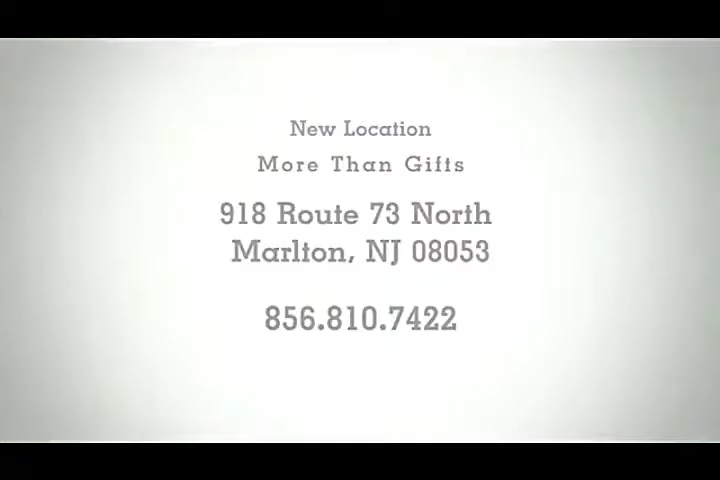 New Location
More Than Gifts
918 Route 73 North
Marlton, NJ 08053
856.810.7422